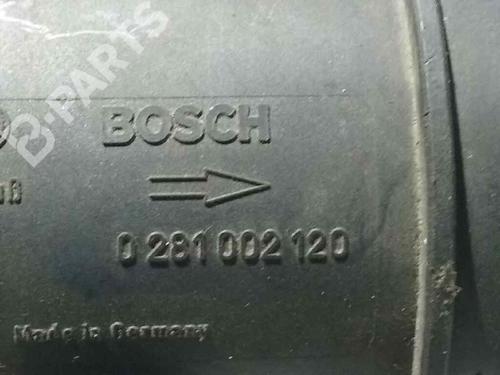 B-PARTS
BOSCH
0 281 002 120
Made in Germany